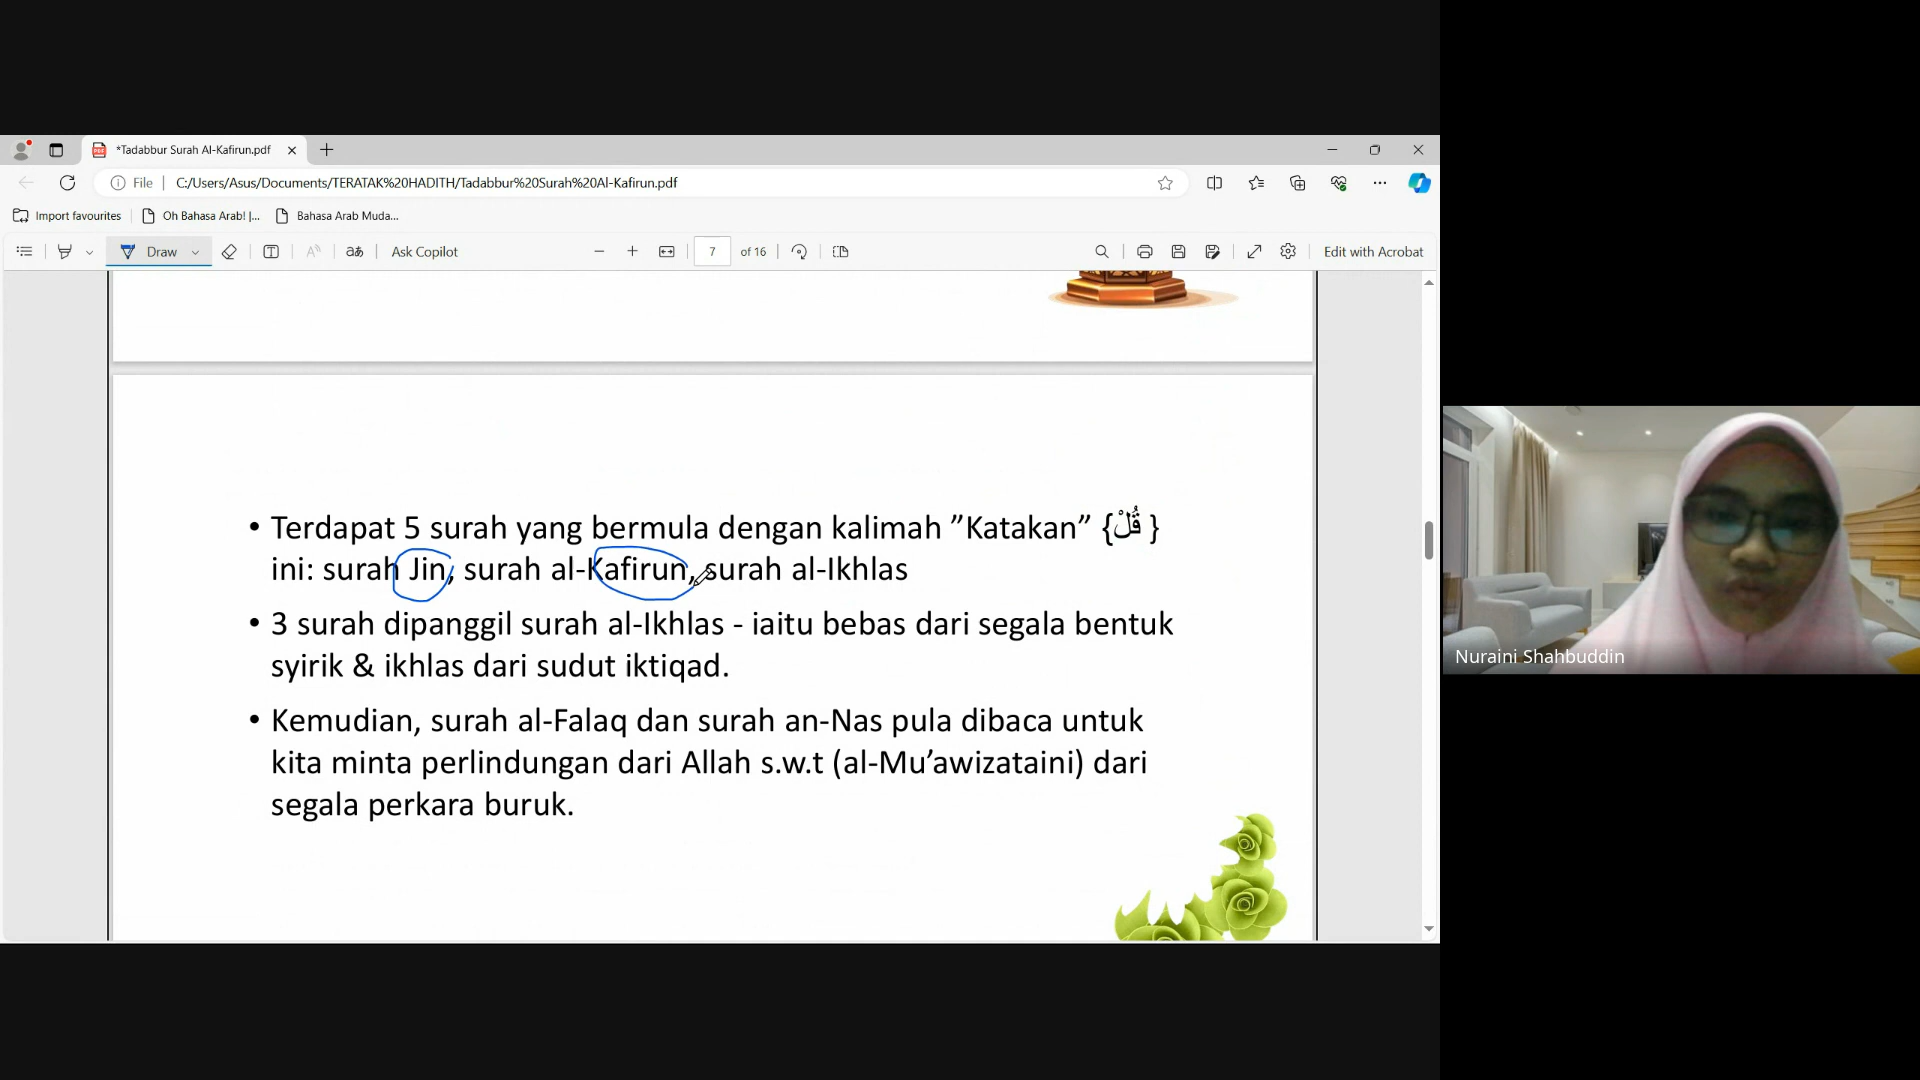 *Tadabbur Surah Al-Kafirun.pdf
File C:/Users/Asus/Documents/TERATAK%20HADITH/Tadabbur%20Surah%20Al-Kafirun.pdf
Import favourites Oh Bahasa Arab! |... Bahasa Arab Muda...
Draw aあ Ask Copilot 7 of 16 Edit with Acrobat
• Terdapat 5 surah yang bermula dengan kalimah ”Katakan” {قُلْ }
ini: surah Jin, surah al-Kafirun, surah al-Ikhlas
• 3 surah dipanggil surah al-Ikhlas - iaitu bebas dari segala bentuk
syirik & ikhlas dari sudut iktiqad.
• Kemudian, surah al-Falaq dan surah an-Nas pula dibaca untuk
kita minta perlindungan dari Allah s.w.t (al-Mu’awizataini) dari
segala perkara buruk.
Nuraini Shahbuddin